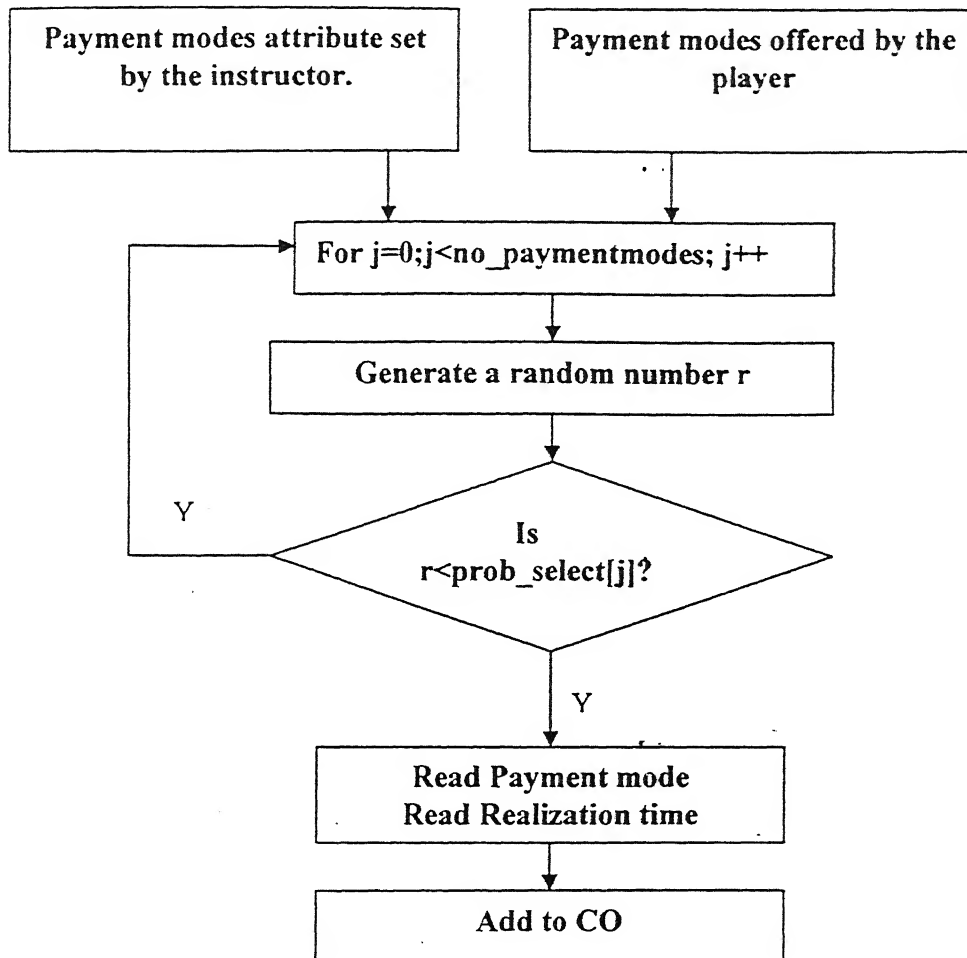 Payment modes attribute set
by the instructor.
Payment modes offered by the
player
For j=0;j<no_paymentmodes; j++
Generate a random number r
Is
r<prob_select[j]?
Y
Y
Read Payment mode
Read Realization time
Add to CO